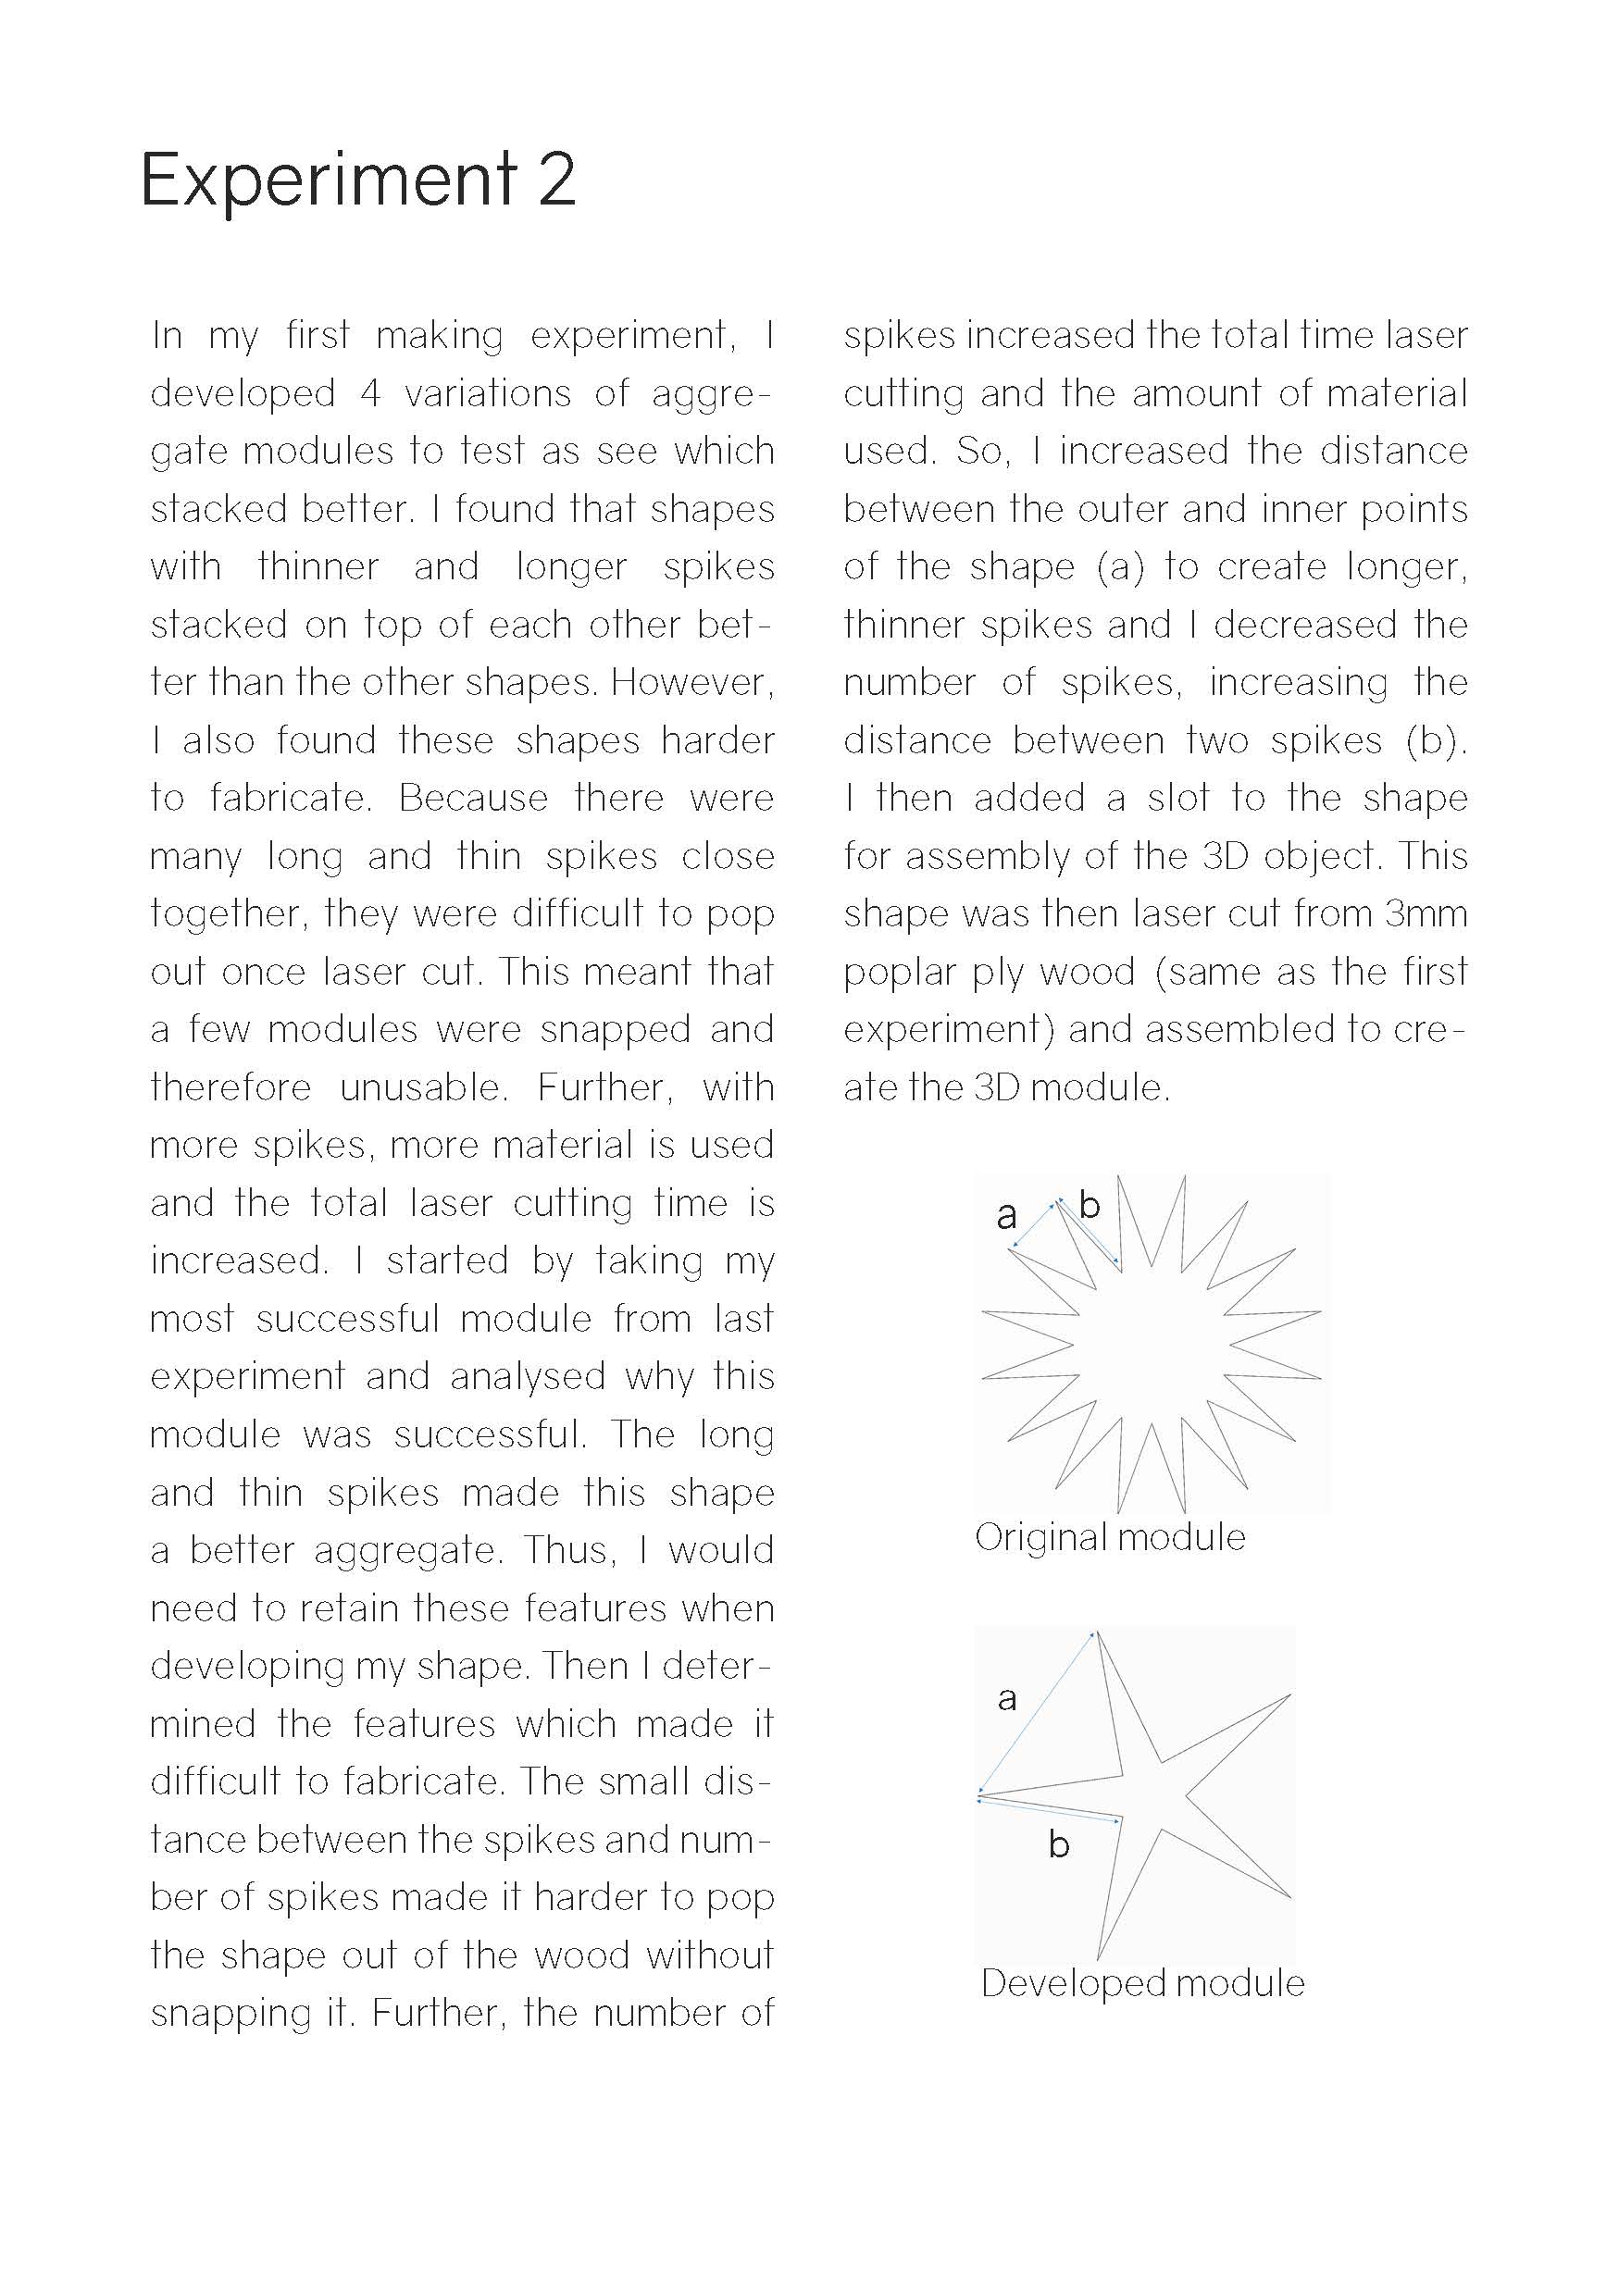 Experiment 2
In my first making experiment, I
developed 4 variations of aggre-
gate modules to test as see which
stacked better. I found that shapes
with thinner and longer spikes
stacked on top of each other bet-
ter than the other shapes. However,
I also found these shapes harder
to fabricate. Because there were
many long and thin spikes close
together, they were difficult to pop
out once laser cut. This meant that
a few modules were snapped and
therefore unusable. Further, with
more spikes, more material is used
and the total laser cutting time is
increased. I started by taking my
most successful module from last
experiment and analysed why this
module was successful. The long
and thin spikes made this shape
a better aggregate. Thus, I would
need to retain these features when
developing my shape. Then I deter-
mined the features which made it
difficult to fabricate. The small dis-
tance between the spikes and num-
ber of spikes made it harder to pop
the shape out of the wood without
snapping it. Further, the number of
spikes increased the total time laser
cutting and the amount of material
used. So, I increased the distance
between the outer and inner points
of the shape (a) to create longer,
thinner spikes and I decreased the
number of spikes, increasing the
distance between two spikes (b).
I then added a slot to the shape
for assembly of the 3D object. This
shape was then laser cut from 3mm
poplar ply wood (same as the first
experiment) and assembled to cre-
ate the 3D module.
a
b
Original module
a
b
Developed module